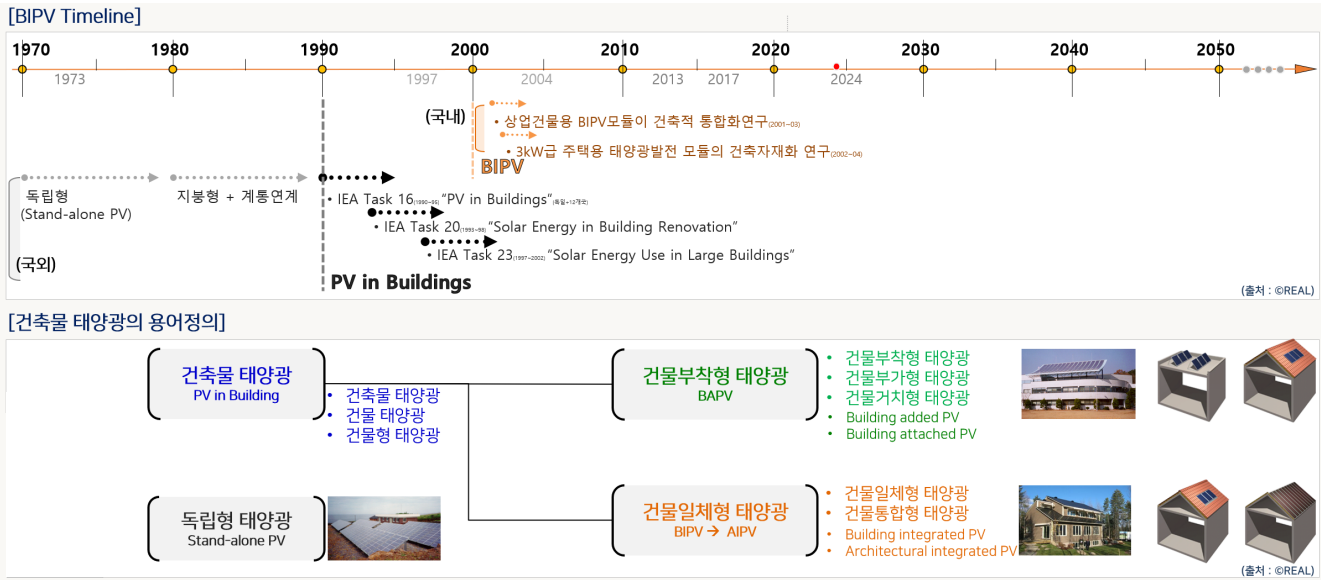 [BIPV Timeline]
1970 1980 1990 2000 2010 2020 2030 2040 2050
1973 1997 2004 2013 2017 2024
(국내)
• 상업건물용 BIPV모듈이 건축적 통합화연구(2001~03)
• 3kW급 주택용 태양광발전 모듈의 건축자재화 연구(2002~04)
BIPV
독립형
(Stand-alone PV)
지붕형 + 계통연계
• IEA Task 16(1990~95) “PV in Buildings”(독일+12개국)
• IEA Task 20(1993~98) “Solar Energy in Building Renovation”
• IEA Task 23(1997~2002) “Solar Energy Use in Large Buildings”
(국외)
PV in Buildings
(출처 : ©REAL)
[건축물 태양광의 용어정의]
건축물 태양광
PV in Building
• 건축물 태양광
• 건물 태양광
• 건물형 태양광
건물부착형 태양광
BAPV
• 건물부착형 태양광
• 건물부가형 태양광
• 건물거치형 태양광
• Building added PV
• Building attached PV
독립형 태양광
Stand-alone PV
건물일체형 태양광
BIPV → AIPV
• 건물일체형 태양광
• 건물통합형 태양광
• Building integrated PV
• Architectural integrated PV
(출처 : ©REAL)